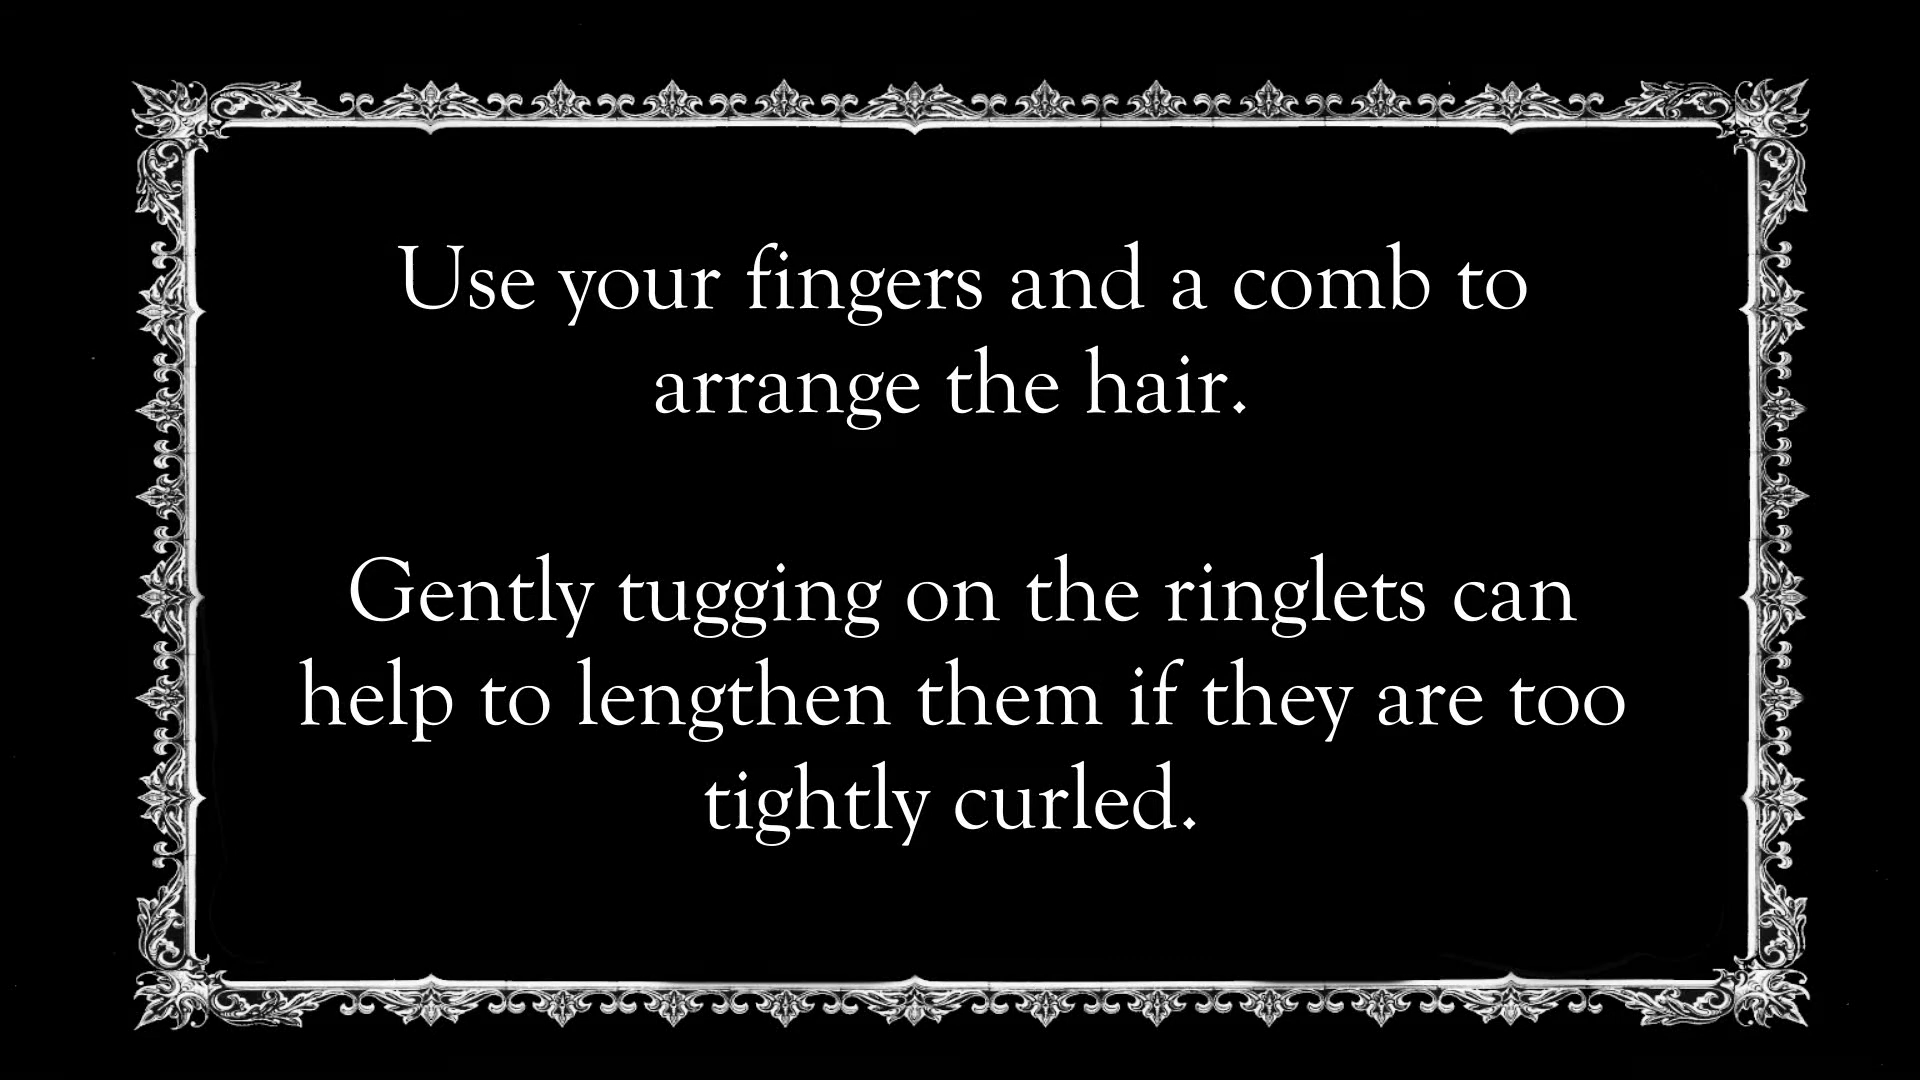 Use your fingers and a comb to
arrange the hair.
Gently tugging on the ringlets can
help to lengthen them if they are too
tightly curled.